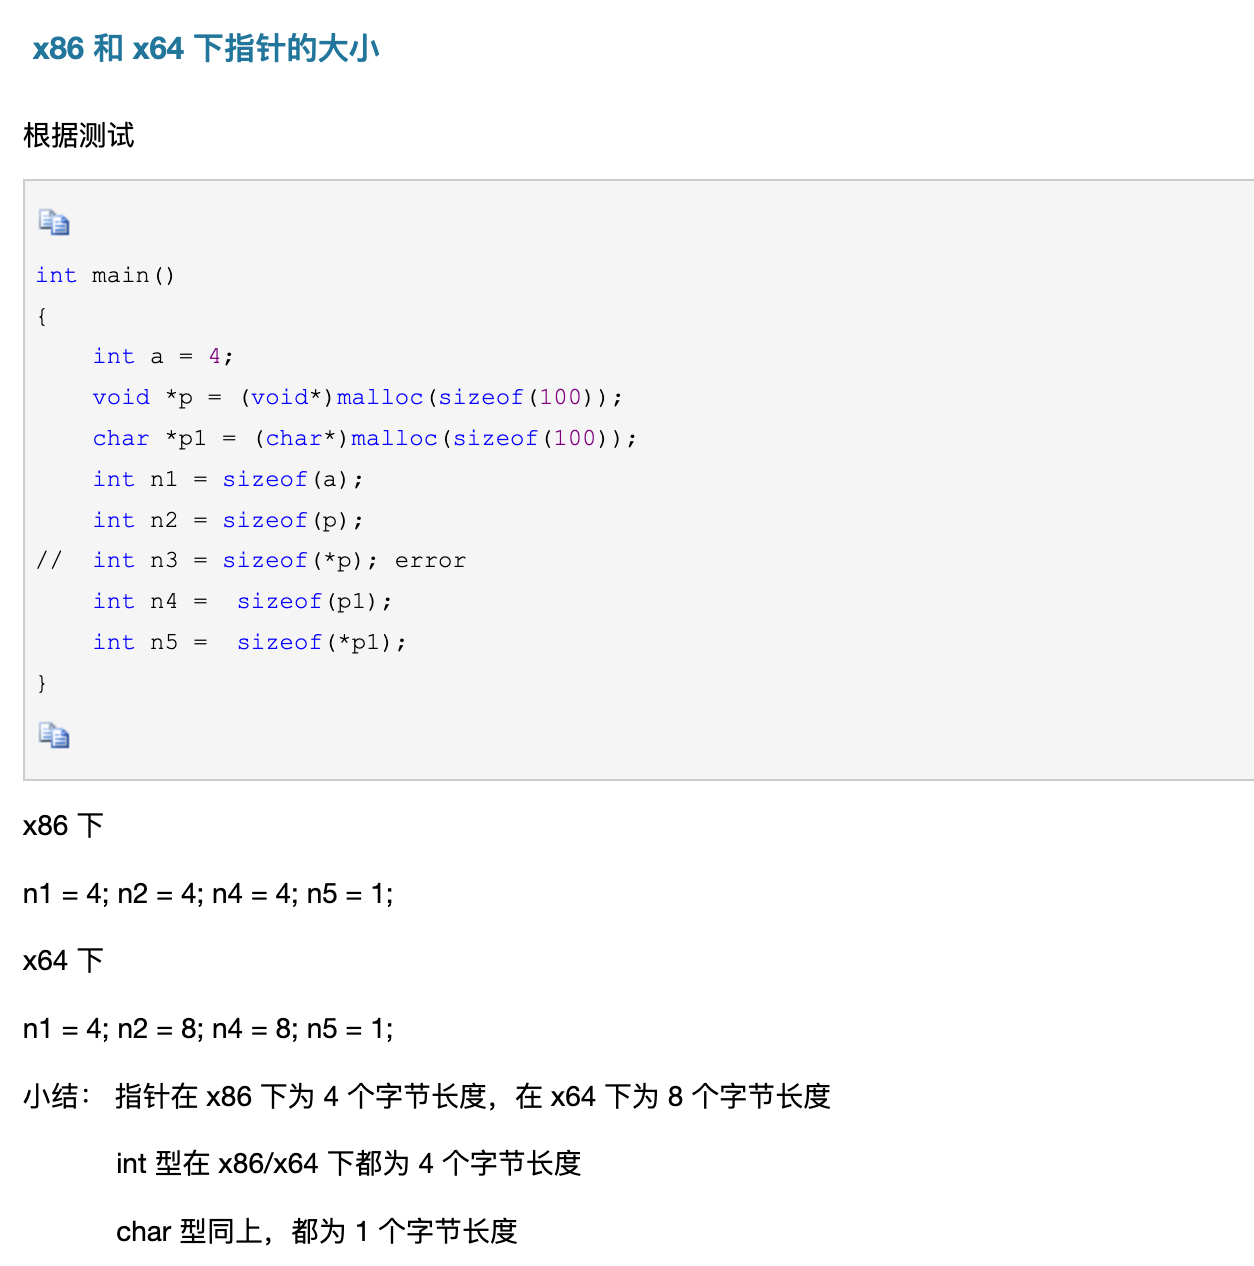 x86 和 x64 下指针的大小
根据测试
int main()
{
    int a = 4;
    void *p = (void*)malloc(sizeof(100));
    char *p1 = (char*)malloc(sizeof(100));
    int n1 = sizeof(a);
    int n2 = sizeof(p);
//  int n3 = sizeof(*p); error
    int n4 =  sizeof(p1);
    int n5 =  sizeof(*p1);
}
x86 下
n1 = 4; n2 = 4; n4 = 4; n5 = 1;
x64 下
n1 = 4; n2 = 8; n4 = 8; n5 = 1;
小结： 指针在 x86 下为 4 个字节长度，在 x64 下为 8 个字节长度
int 型在 x86/x64 下都为 4 个字节长度
char 型同上，都为 1 个字节长度